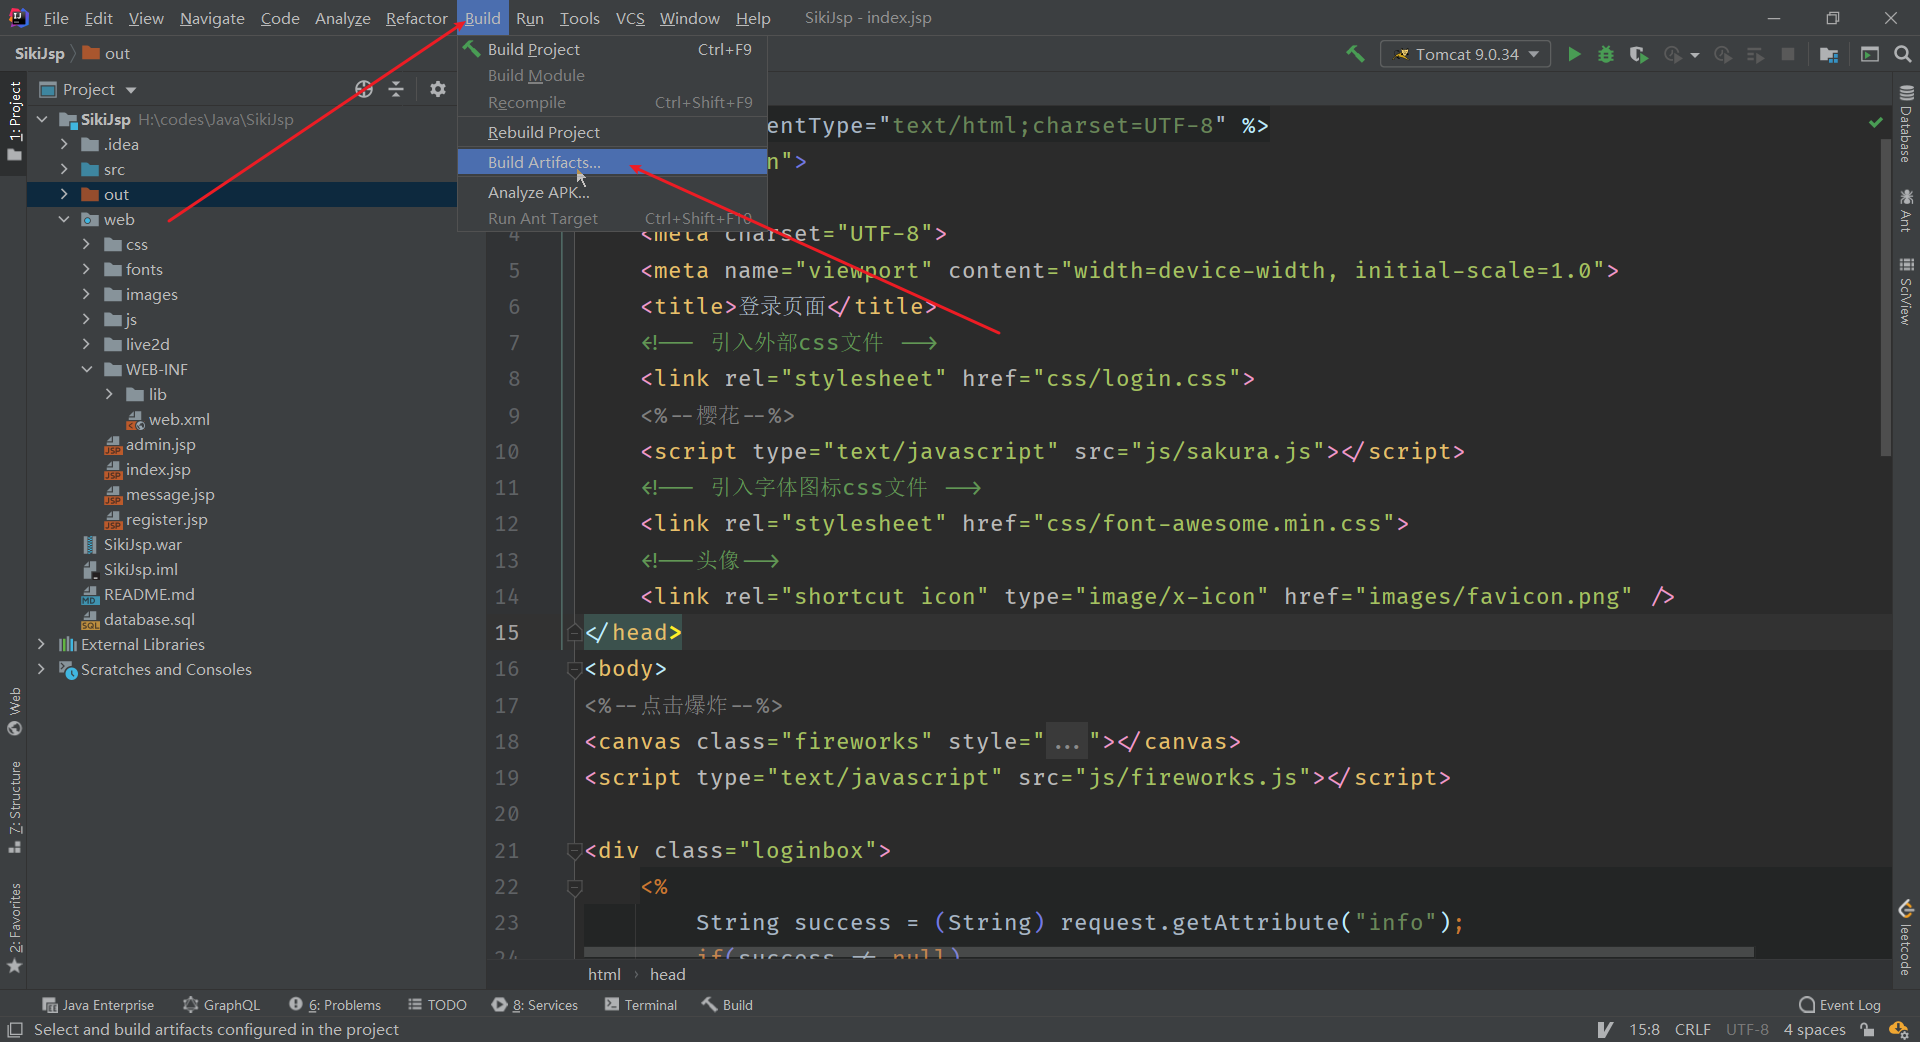 File Edit View Navigate Code Analyze Refactor Build Run Tools VCS Window Help SikiJsp - index.jsp
SikiJsp out
Tomcat 9.0.34
Project
1: Project
SikiJsp H:\codes\Java\SikiJsp
.idea
src
out
web
css
fonts
images
js
live2d
WEB-INF
lib
web.xml
admin.jsp
index.jsp
message.jsp
register.jsp
SikiJsp.war
SikiJsp.iml
README.md
database.sql
External Libraries
Scratches and Consoles
Web
7: Structure
2: Favorites
Build Project Ctrl+F9
Build Module
Recompile Ctrl+Shift+F9
Rebuild Project
Build Artifacts...
Analyze APK...
Run Ant Target Ctrl+Shift+F10
entType="text/html;charset=UTF-8" %>
n">
4 <meta charset="UTF-8">
5 <meta name="viewport" content="width=device-width, initial-scale=1.0">
6 <title>登录页面</title>
7 <!-- 引入外部css文件 -->
8 <link rel="stylesheet" href="css/login.css">
9 <%--樱花--%>
10 <script type="text/javascript" src="js/sakura.js"></script>
11 <!-- 引入字体图标css文件 -->
12 <link rel="stylesheet" href="css/font-awesome.min.css">
13 <!--头像-->
14 <link rel="shortcut icon" type="image/x-icon" href="images/favicon.png" />
15 </head>
16 <body>
17 <%--点击爆炸--%>
18 <canvas class="fireworks" style="..."></canvas>
19 <script type="text/javascript" src="js/fireworks.js"></script>
20
21 <div class="loginbox">
22 <%
23 String success = (String) request.getAttribute("info");
24 if(success != null)
html › head
Database
Ant
SciView
leetcode
Java Enterprise GraphQL 6: Problems TODO 8: Services Terminal Build Event Log
Select and build artifacts configured in the project 15:8 CRLF UTF-8 4 spaces